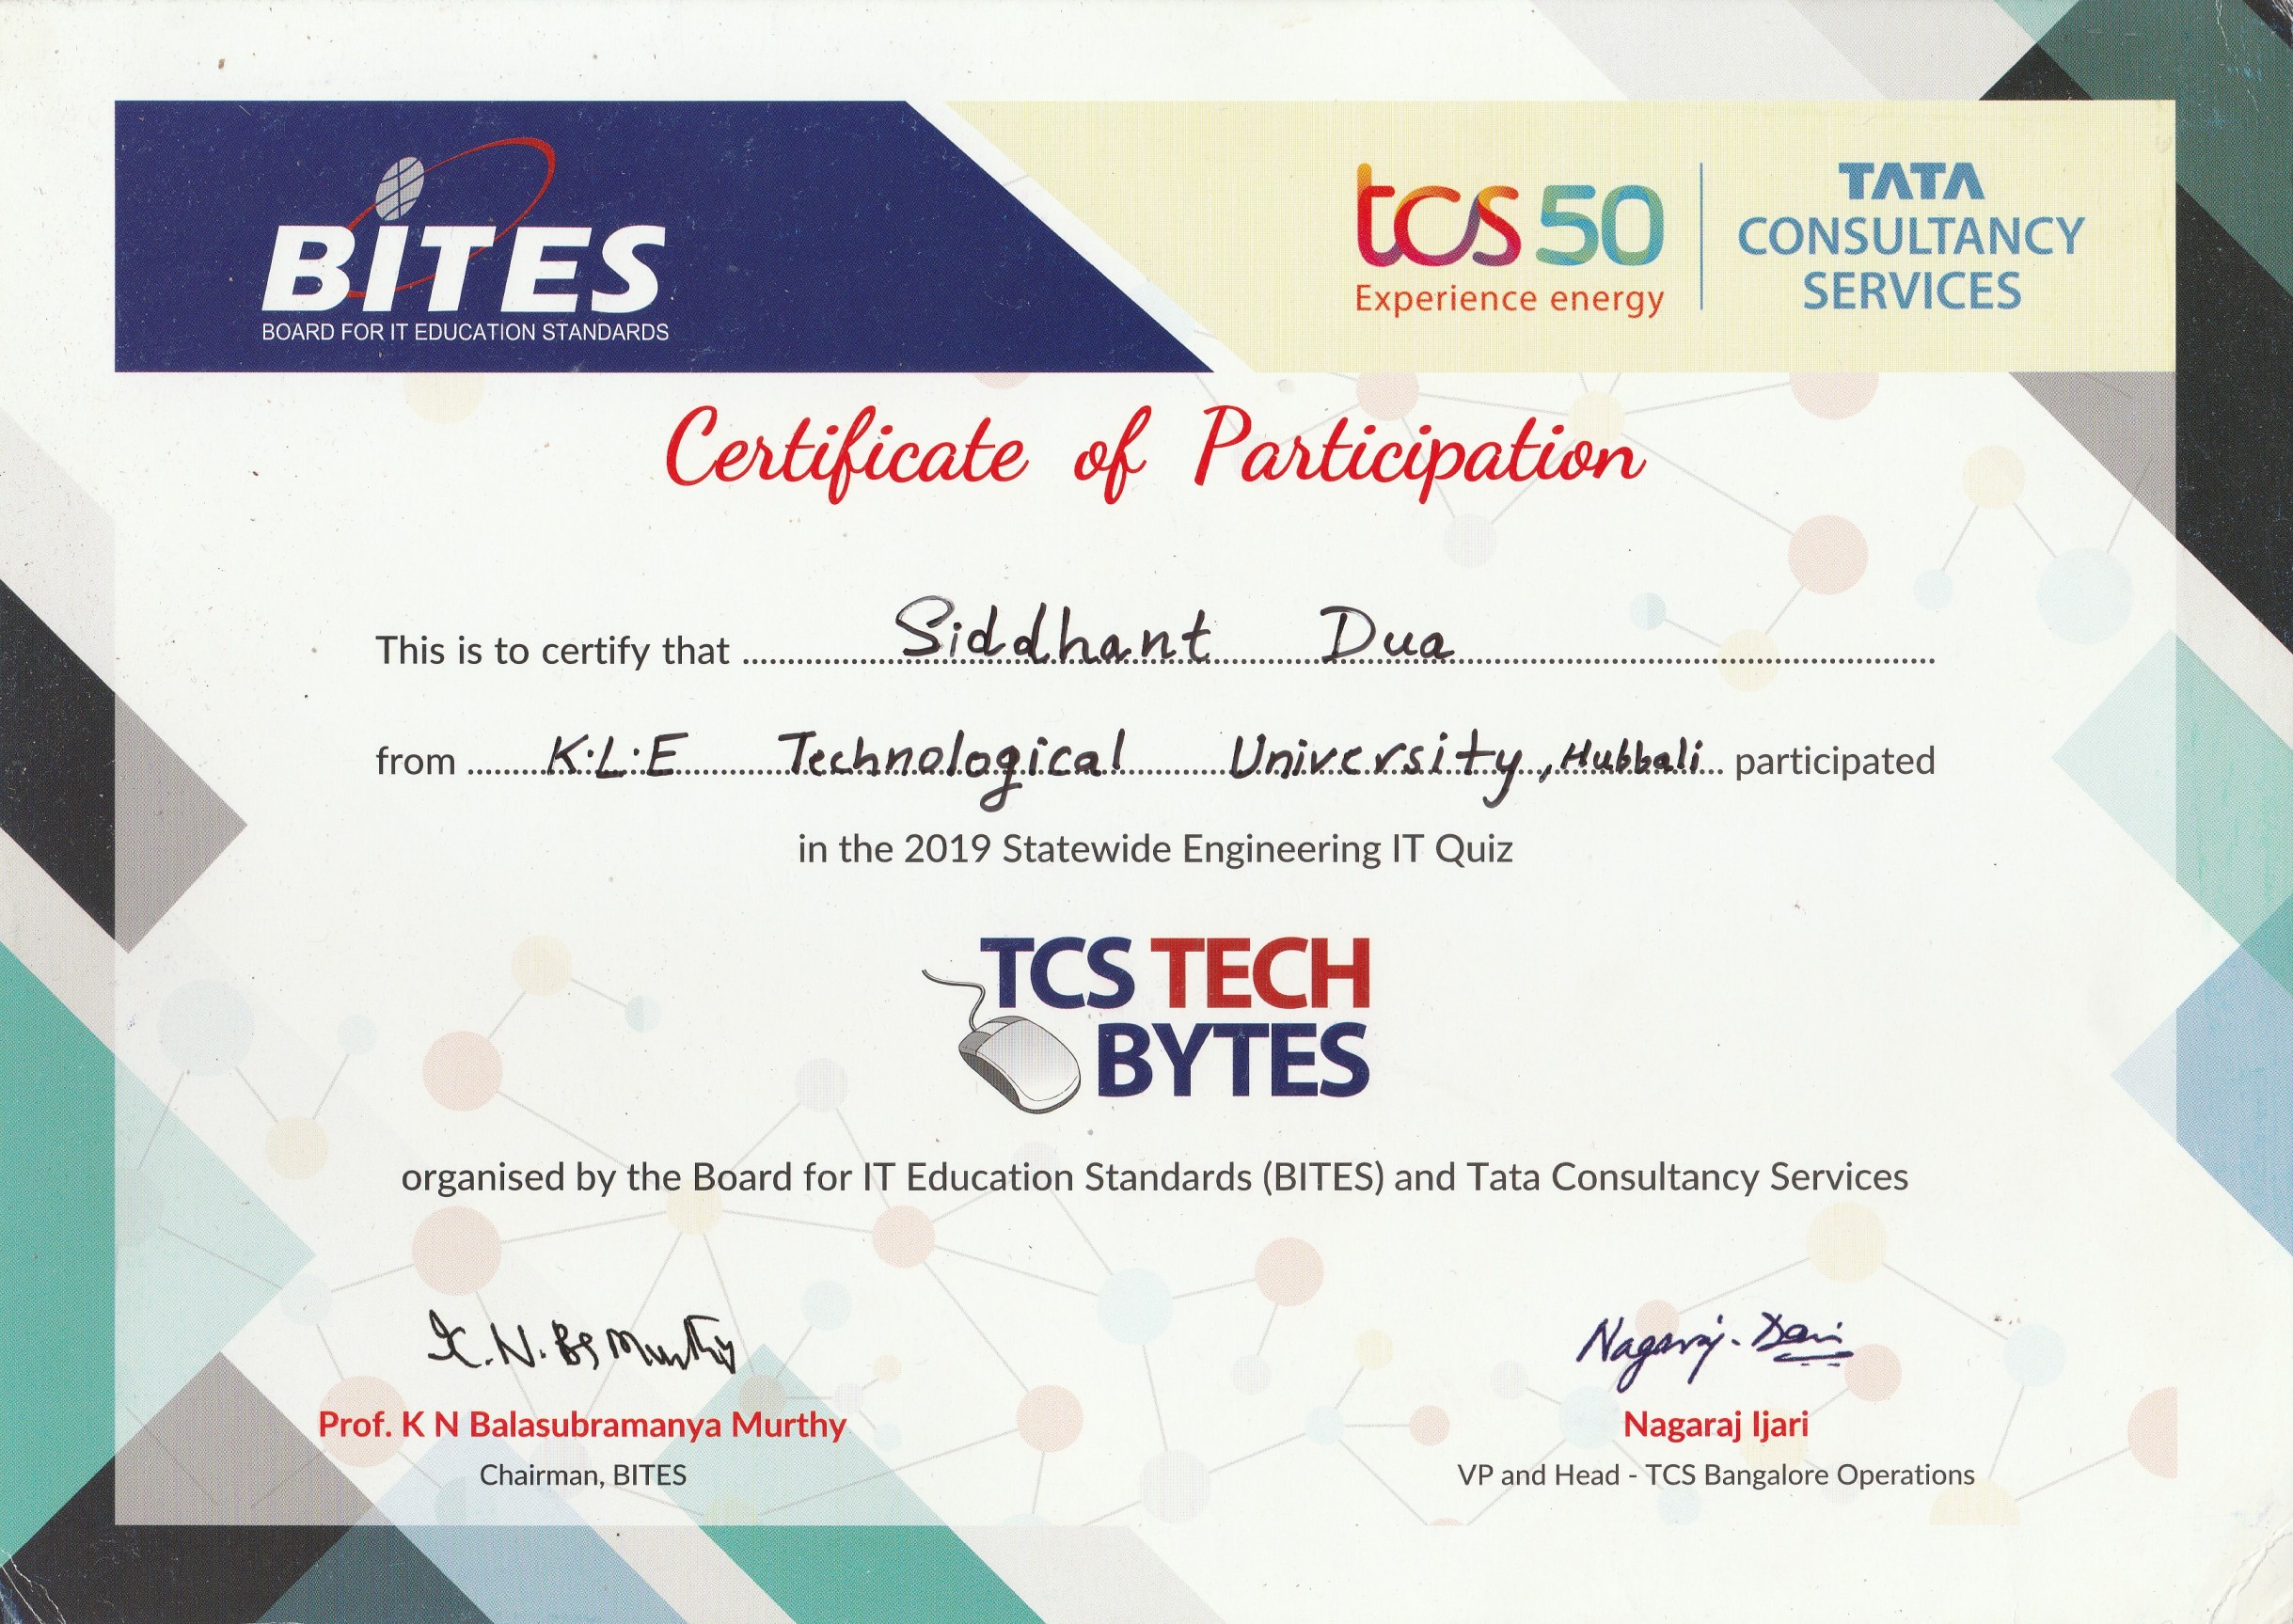 BITES
BOARD FOR IT EDUCATION STANDARDS
tcs 50
Experience energy
TATA
CONSULTANCY
SERVICES
Certificate of Participation
This is to certify that Siddhant Dua
from K.L.E Technological University, Hubbali participated
in the 2019 Statewide Engineering IT Quiz
TCS TECH
BYTES
organised by the Board for IT Education Standards (BITES) and Tata Consultancy Services
K.N.BS Murthy
Nagaraj.
Prof. K N Balasubramanya Murthy
Nagaraj Ijari
Chairman, BITES
VP and Head - TCS Bangalore Operations